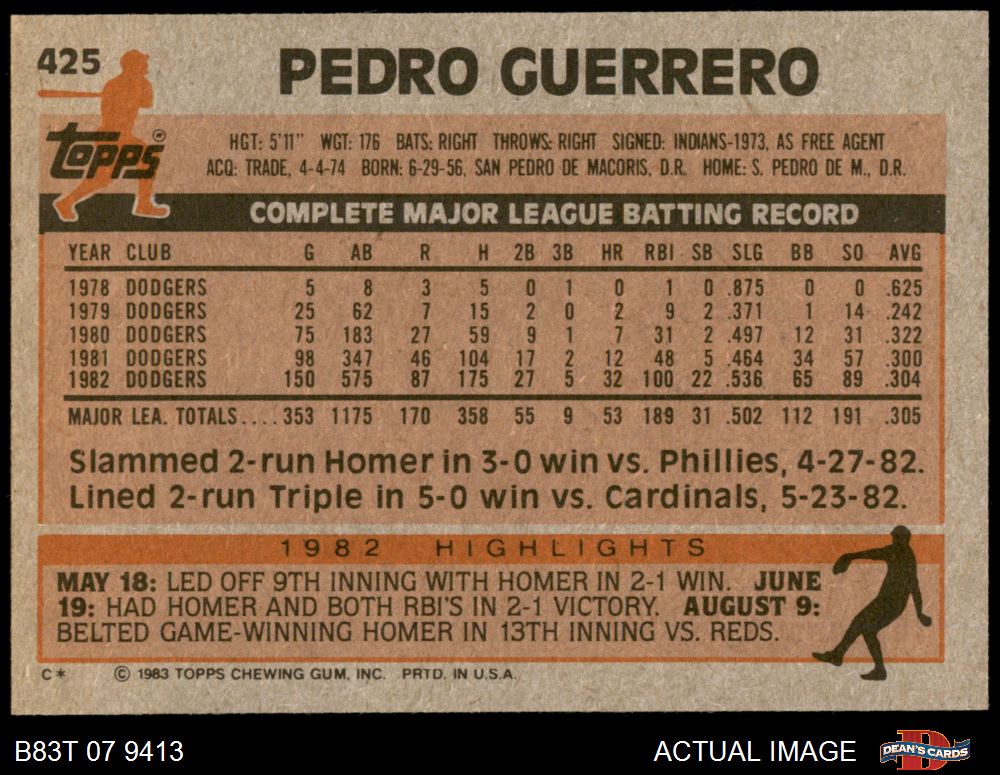 425 PEDRO GUERRERO
Topps®
HGT: 5'11" WGT: 176 BATS: RIGHT THROWS: RIGHT SIGNED: INDIANS-1973, AS FREE AGENT
ACQ: TRADE, 4-4-74 BORN: 6-29-56, SAN PEDRO DE MACORIS, D.R. HOME: S. PEDRO DE M., D.R.
COMPLETE MAJOR LEAGUE BATTING RECORD
YEAR CLUB G AB R H 2B 3B HR RBI SB SLG BB SO AVG
1978 DODGERS 5 8 3 5 0 1 0 1 0 .875 0 0 .625
1979 DODGERS 25 62 7 15 2 0 2 9 2 .371 1 14 .242
1980 DODGERS 75 183 27 59 9 1 7 31 2 .497 12 31 .322
1981 DODGERS 98 347 46 104 17 2 12 48 5 .464 34 57 .300
1982 DODGERS 150 575 87 175 27 5 32 100 22 .536 65 89 .304
MAJOR LEA. TOTALS.... 353 1175 170 358 55 9 53 189 31 .502 112 191 .305
Slammed 2-run Homer in 3-0 win vs. Phillies, 4-27-82.
Lined 2-run Triple in 5-0 win vs. Cardinals, 5-23-82.
1982 HIGHLIGHTS
MAY 18: LED OFF 9TH INNING WITH HOMER IN 2-1 WIN. JUNE
19: HAD HOMER AND BOTH RBI'S IN 2-1 VICTORY. AUGUST 9:
BELTED GAME-WINNING HOMER IN 13TH INNING VS. REDS.
C* © 1983 TOPPS CHEWING GUM, INC. PRTD. IN U.S.A.
B83T 07 9413 ACTUAL IMAGE D DEAN'S CARDS